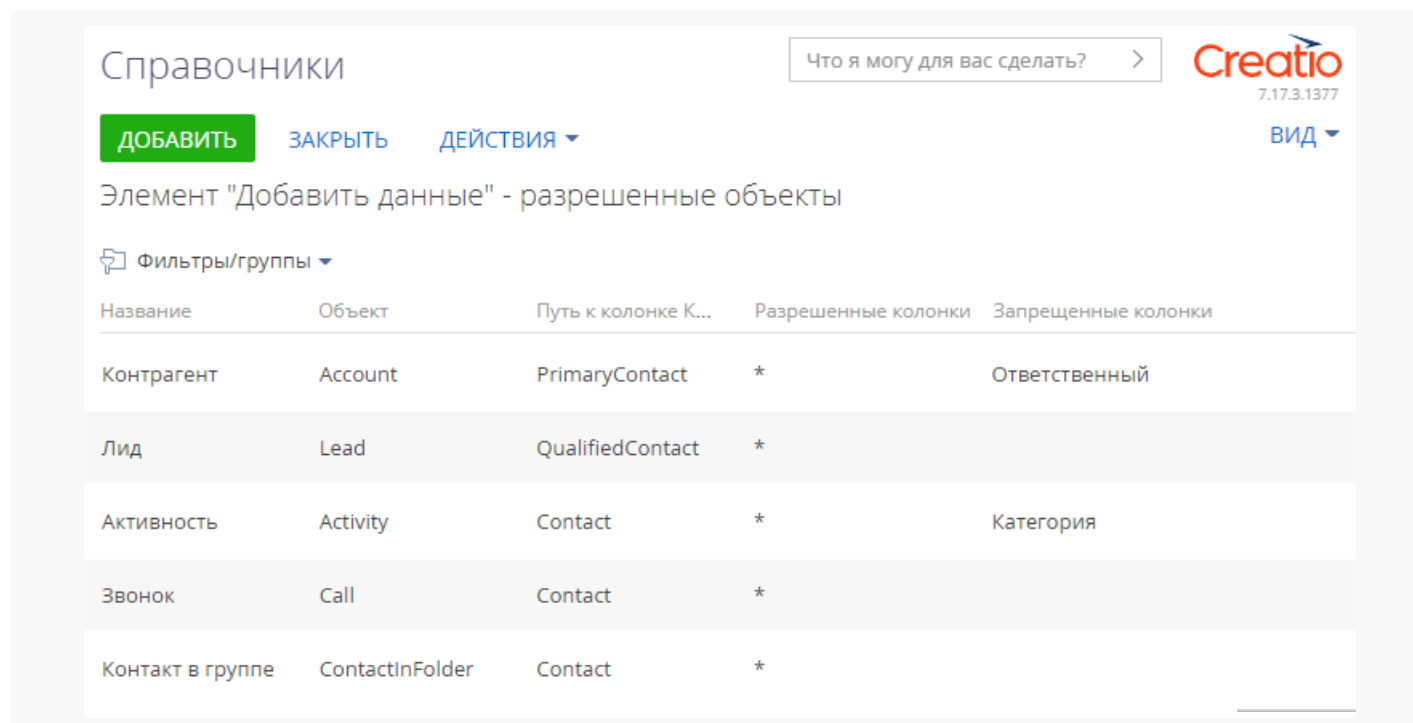 Справочники
Что я могу для вас сделать?
Creatio
7.17.3.1377
ДОБАВИТЬ ЗАКРЫТЬ ДЕЙСТВИЯ ВИД
Элемент "Добавить данные" - разрешенные объекты
Фильтры/группы
Название Объект Путь к колонке К... Разрешенные колонки Запрещенные колонки
Контрагент Account PrimaryContact * Ответственный
Лид Lead QualifiedContact *
Активность Activity Contact * Категория
Звонок Call Contact *
Контакт в группе ContactInFolder Contact *